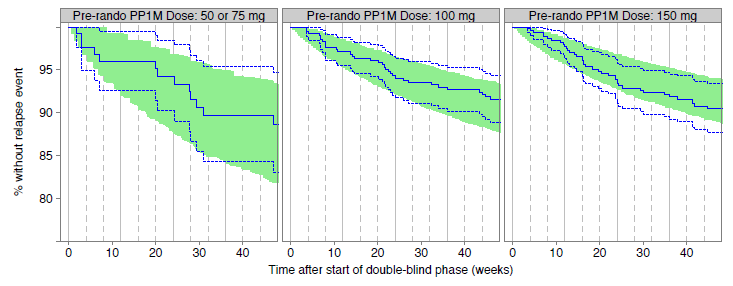 Pre-rando PP1M Dose: 50 or 75 mg
Pre-rando PP1M Dose: 100 mg
Pre-rando PP1M Dose: 150 mg
% without relapse event
95
90
85
80
0 10 20 30 40
0 10 20 30 40
0 10 20 30 40
Time after start of double-blind phase (weeks)